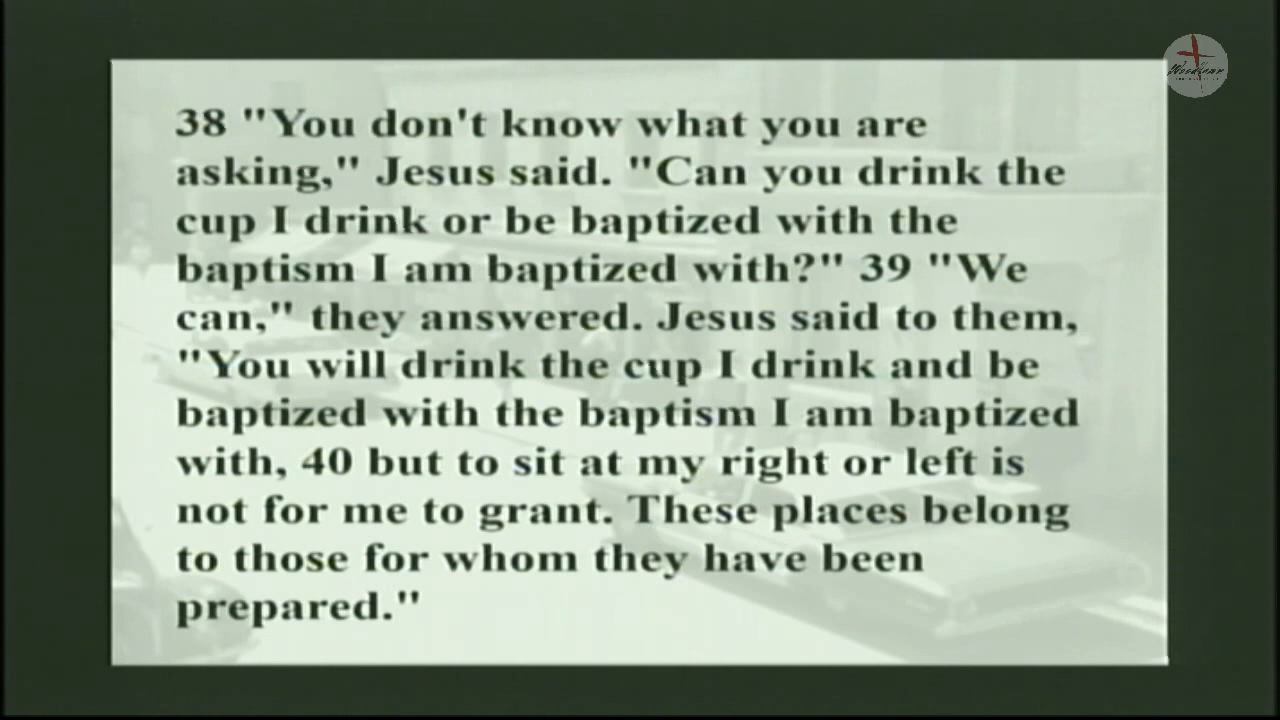 38 "You don't know what you are
asking," Jesus said. "Can you drink the
cup I drink or be baptized with the
baptism I am baptized with?" 39 "We
can," they answered. Jesus said to them,
"You will drink the cup I drink and be
baptized with the baptism I am baptized
with, 40 but to sit at my right or left is
not for me to grant. These places belong
to those for whom they have been
prepared."